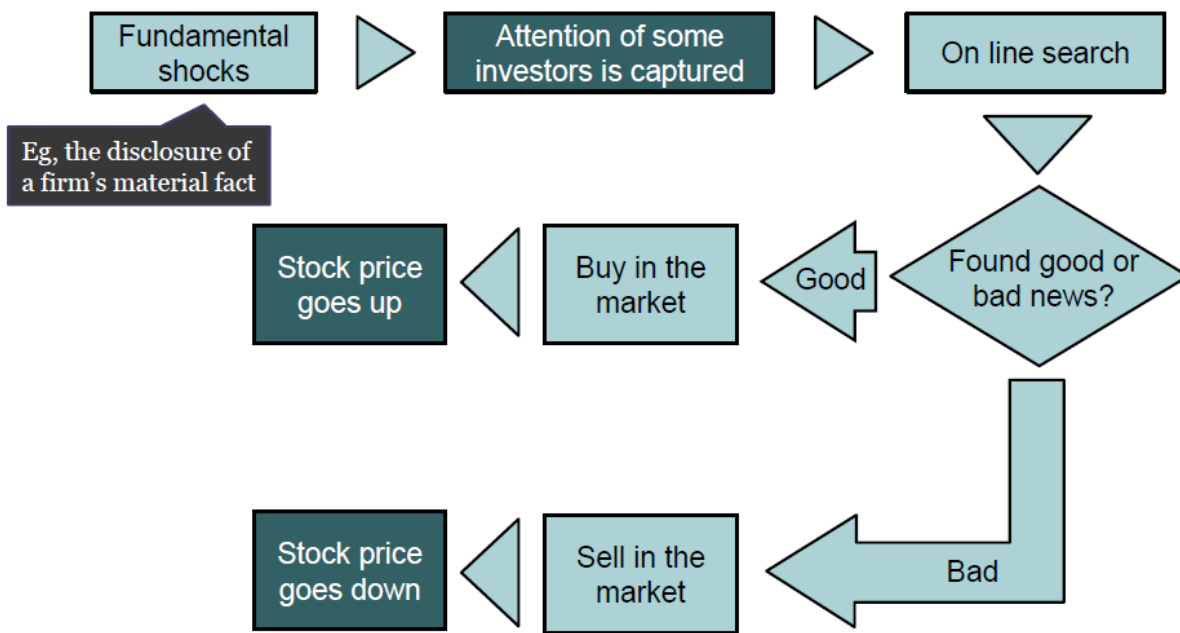 Fundamental
shocks
Attention of some
investors is captured
On line search
Eg, the disclosure of
a firm’s material fact
Found good or
bad news?
Good
Buy in the
market
Stock price
goes up
Bad
Sell in the
market
Stock price
goes down